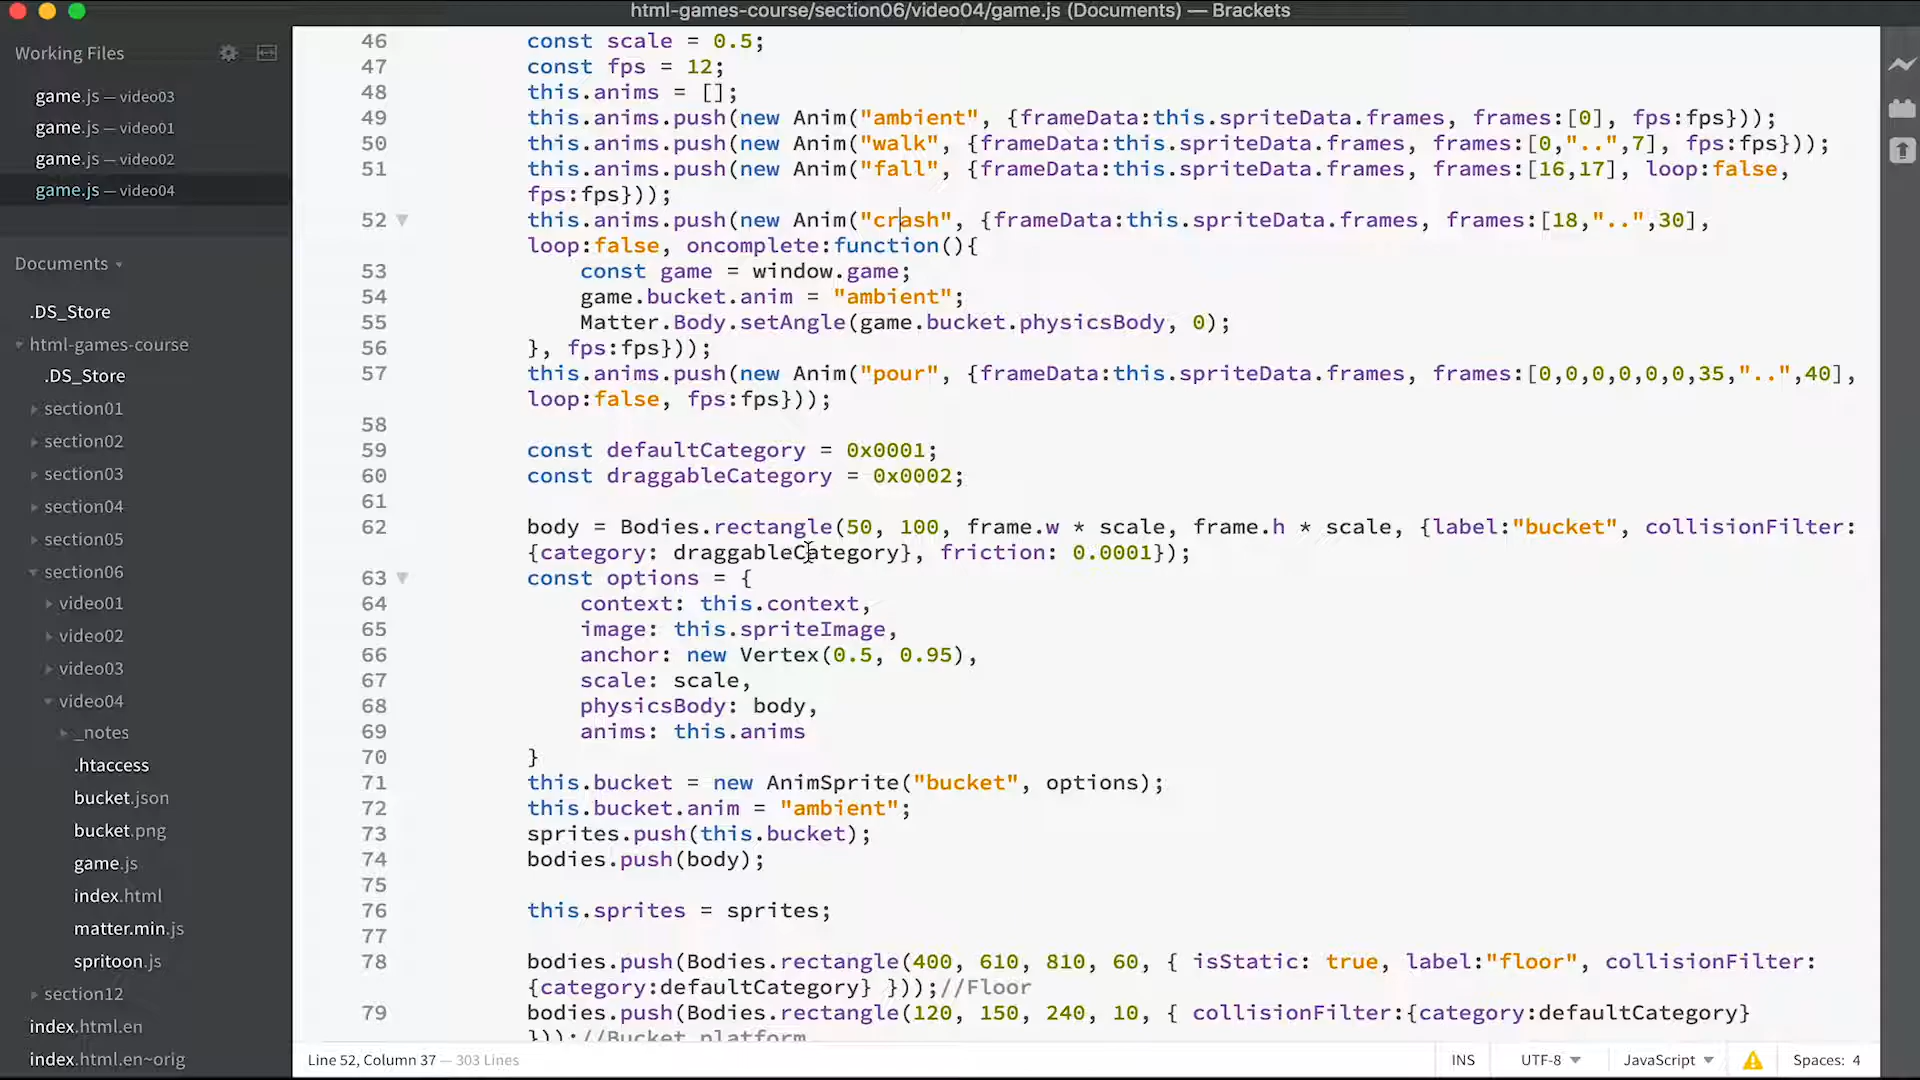 html-games-course/section06/video04/game.js (Documents) — Brackets
Working Files
game.js — video03
game.js — video01
game.js — video02
game.js — video04
Documents
.DS_Store
html-games-course
.DS_Store
section01
section02
section03
section04
section05
section06
video01
video02
video03
video04
_notes
.htaccess
bucket.json
bucket.png
game.js
index.html
matter.min.js
spritoon.js
section12
index.html.en
index.html.en~orig
46 const scale = 0.5;
47 const fps = 12;
48 this.anims = [];
49 this.anims.push(new Anim("ambient", {frameData:this.spriteData.frames, frames:[0], fps:fps}));
50 this.anims.push(new Anim("walk", {frameData:this.spriteData.frames, frames:[0,"..",7], fps:fps}));
51 this.anims.push(new Anim("fall", {frameData:this.spriteData.frames, frames:[16,17], loop:false,
fps:fps}));
52 this.anims.push(new Anim("crash", {frameData:this.spriteData.frames, frames:[18,"..",30],
loop:false, oncomplete:function(){
53 const game = window.game;
54 game.bucket.anim = "ambient";
55 Matter.Body.setAngle(game.bucket.physicsBody, 0);
56 }, fps:fps}));
57 this.anims.push(new Anim("pour", {frameData:this.spriteData.frames, frames:[0,0,0,0,0,0,35,"..",40],
loop:false, fps:fps}));
58
59 const defaultCategory = 0x0001;
60 const draggableCategory = 0x0002;
61
62 body = Bodies.rectangle(50, 100, frame.w * scale, frame.h * scale, {label:"bucket", collisionFilter:
{category: draggableCategory}, friction: 0.0001});
63 const options = {
64 context: this.context,
65 image: this.spriteImage,
66 anchor: new Vertex(0.5, 0.95),
67 scale: scale,
68 physicsBody: body,
69 anims: this.anims
70 }
71 this.bucket = new AnimSprite("bucket", options);
72 this.bucket.anim = "ambient";
73 sprites.push(this.bucket);
74 bodies.push(body);
75
76 this.sprites = sprites;
77
78 bodies.push(Bodies.rectangle(400, 610, 810, 60, { isStatic: true, label:"floor", collisionFilter:
{category:defaultCategory} }));//Floor
79 bodies.push(Bodies.rectangle(120, 150, 240, 10, { collisionFilter:{category:defaultCategory}
}));//Bucket platform
Line 52, Column 37 — 303 Lines
INS
UTF-8
JavaScript
Spaces: 4